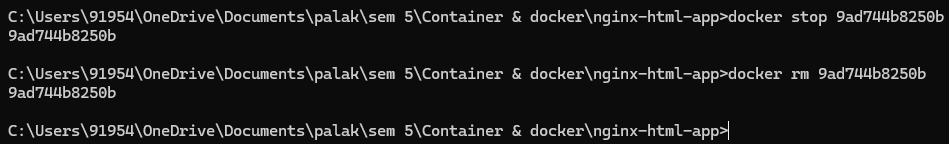 C:\Users\91954\OneDrive\Documents\palak\sem 5\Container & docker\nginx-html-app>docker stop 9ad744b8250b
9ad744b8250b
C:\Users\91954\OneDrive\Documents\palak\sem 5\Container & docker\nginx-html-app>docker rm 9ad744b8250b
9ad744b8250b
C:\Users\91954\OneDrive\Documents\palak\sem 5\Container & docker\nginx-html-app>